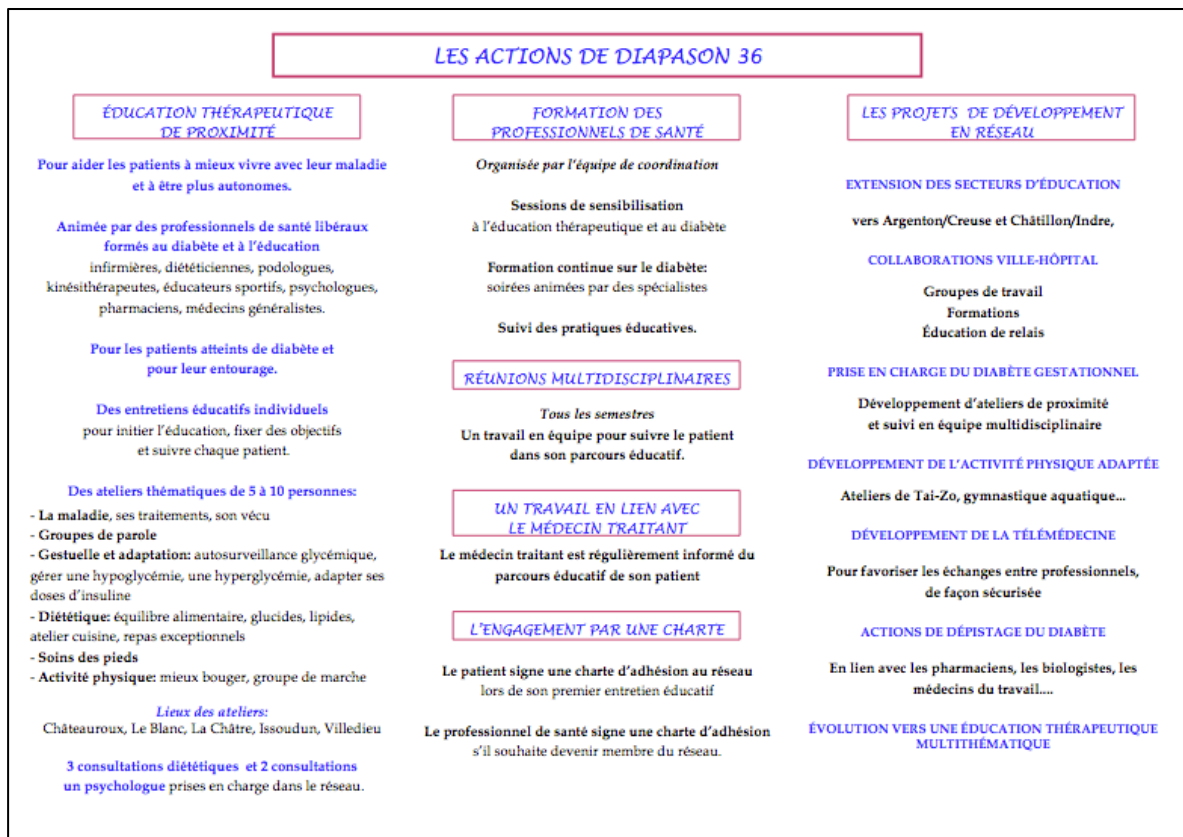 LES ACTIONS DE DIAPASON 36
ÉDUCATION THÉRAPEUTIQUE
DE PROXIMITÉ
Pour aider les patients à mieux vivre avec leur maladie
et à être plus autonomes.
Animée par des professionnels de santé libéraux
formés au diabète et à l'éducation
infirmières, diététiciennes, podologues,
kinésithérapeutes, éducateurs sportifs, psychologues,
pharmaciens, médecins généralistes.
Pour les patients atteints de diabète et
pour leur entourage.
Des entretiens éducatifs individuels
pour initier l'éducation, fixer des objectifs
et suivre chaque patient.
Des ateliers thématiques de 5 à 10 personnes:
- La maladie, ses traitements, son vécu
- Groupes de parole
- Gestuelle et adaptation: autosurveillance glycémique,
gérer une hypoglycémie, une hyperglycémie, adapter ses
doses d'insuline
- Diététique: équilibre alimentaire, glucides, lipides,
atelier cuisine, repas exceptionnels
- Soins des pieds
- Activité physique: mieux bouger, groupe de marche
Lieux des ateliers:
Châteauroux, Le Blanc, La Châtre, Issoudun, Villedieu
3 consultations diététiques et 2 consultations
un psychologue prises en charge dans le réseau.
FORMATION DES
PROFESSIONNELS DE SANTÉ
Organisée par l'équipe de coordination
Sessions de sensibilisation
à l'éducation thérapeutique et au diabète
Formation continue sur le diabète:
soirées animées par des spécialistes
Suivi des pratiques éducatives.
RÉUNIONS MULTIDISCIPLINAIRES
Tous les semestres
Un travail en équipe pour suivre le patient
dans son parcours éducatif.
UN TRAVAIL EN LIEN AVEC
LE MÉDECIN TRAITANT
Le médecin traitant est régulièrement informé du
parcours éducatif de son patient
L'ENGAGEMENT PAR UNE CHARTE
Le patient signe une charte d'adhésion au réseau
lors de son premier entretien éducatif
Le professionnel de santé signe une charte d'adhésion
s'il souhaite devenir membre du réseau.
LES PROJETS DE DÉVELOPPEMENT
EN RÉSEAU
EXTENSION DES SECTEURS D'ÉDUCATION
vers Argenton/Creuse et Châtillon/Indre,
COLLABORATIONS VILLE-HÔPITAL
Groupes de travail
Formations
Éducation de relais
PRISE EN CHARGE DU DIABÈTE GESTATIONNEL
Développement d'ateliers de proximité
et suivi en équipe multidisciplinaire
DÉVELOPPEMENT DE L'ACTIVITÉ PHYSIQUE ADAPTÉE
Ateliers de Tai-Zo, gymnastique aquatique...
DÉVELOPPEMENT DE LA TÉLÉMÉDECINE
Pour favoriser les échanges entre professionnels,
de façon sécurisée
ACTIONS DE DÉPISTAGE DU DIABÈTE
En lien avec les pharmaciens, les biologistes, les
médecins du travail....
ÉVOLUTION VERS UNE ÉDUCATION THÉRAPEUTIQUE
MULTITHÉMATIQUE